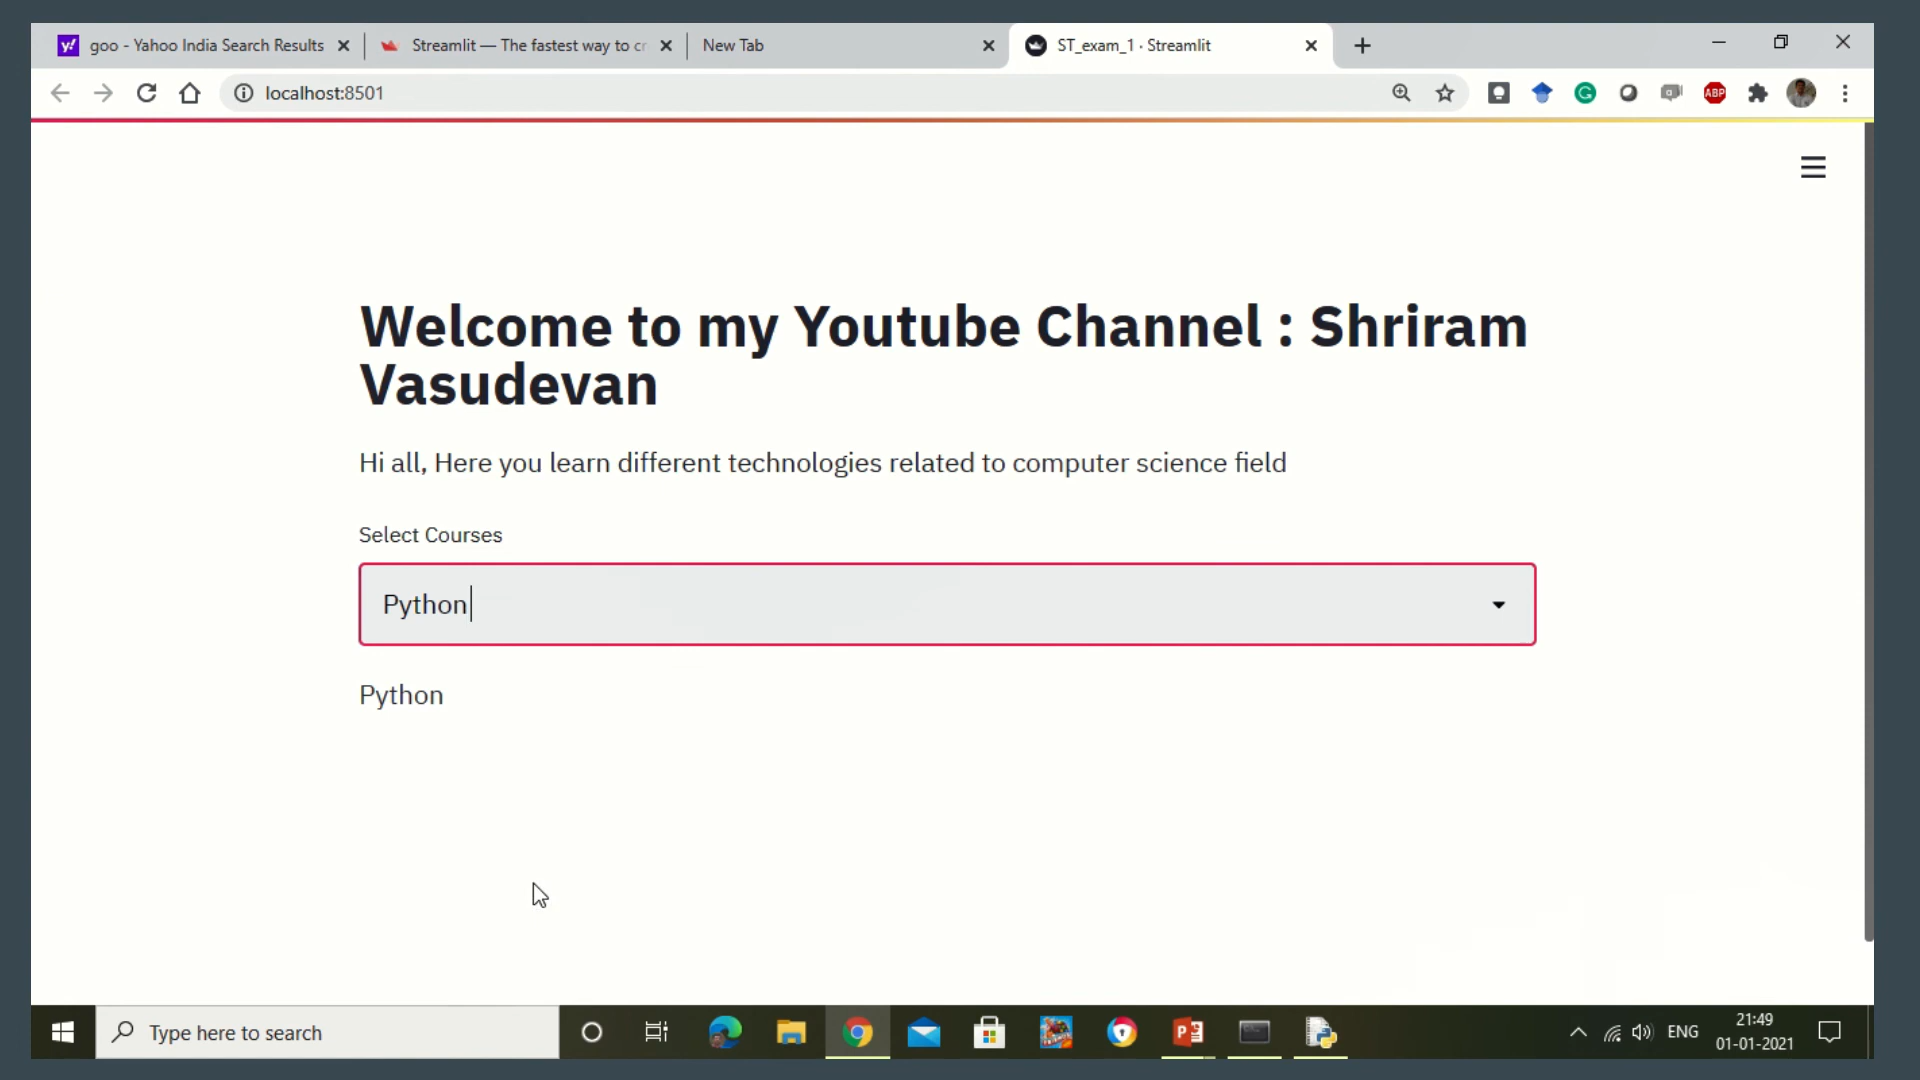 goo - Yahoo India Search Results
Streamlit — The fastest way to cr
New Tab
ST_exam_1 · Streamlit
localhost:8501
ABP
Welcome to my Youtube Channel : Shriram
Vasudevan
Hi all, Here you learn different technologies related to computer science field
Select Courses
Python
Python
Type here to search
ENG
21:49
01-01-2021